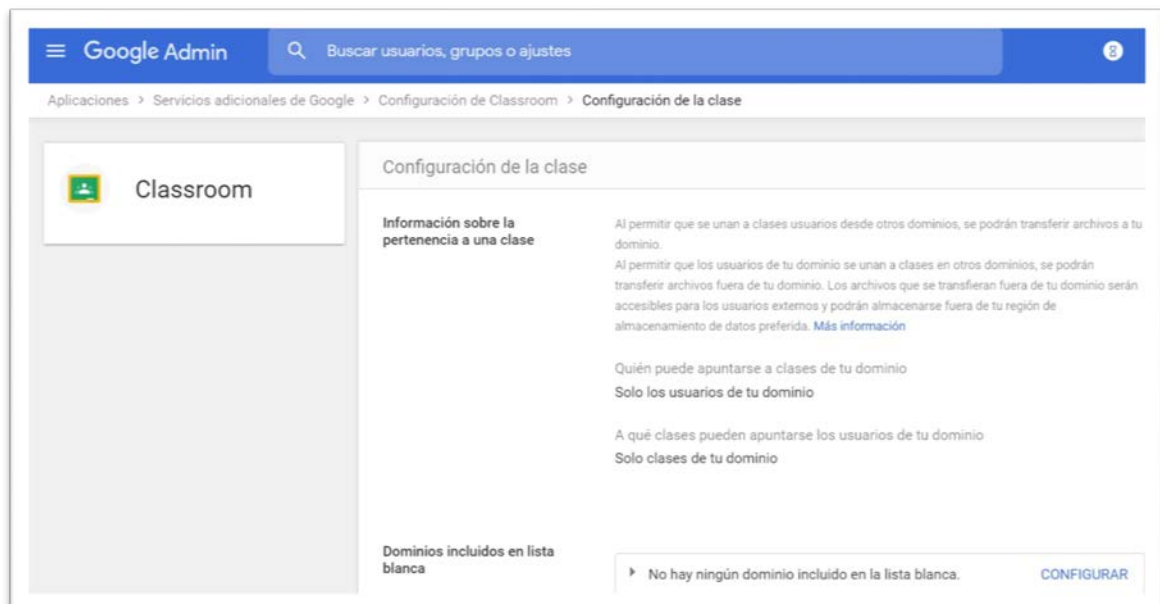 Google Admin
Buscar usuarios, grupos o ajustes
8
Aplicaciones > Servicios adicionales de Google > Configuración de Classroom > Configuración de la clase
Classroom
Configuración de la clase
Información sobre la
pertenencia a una clase
Al permitir que se unan a clases usuarios desde otros dominios, se podrán transferir archivos a tu
dominio.
Al permitir que los usuarios de tu dominio se unan a clases en otros dominios, se podrán
transferir archivos fuera de tu dominio. Los archivos que se transfieran fuera de tu dominio serán
accesibles para los usuarios externos y podrán almacenarse fuera de tu región de
almacenamiento de datos preferida. Más información
Quién puede apuntarse a clases de tu dominio
Solo los usuarios de tu dominio
A qué clases pueden apuntarse los usuarios de tu dominio
Solo clases de tu dominio
Dominios incluidos en lista
blanca
No hay ningún dominio incluido en la lista blanca.
CONFIGURAR